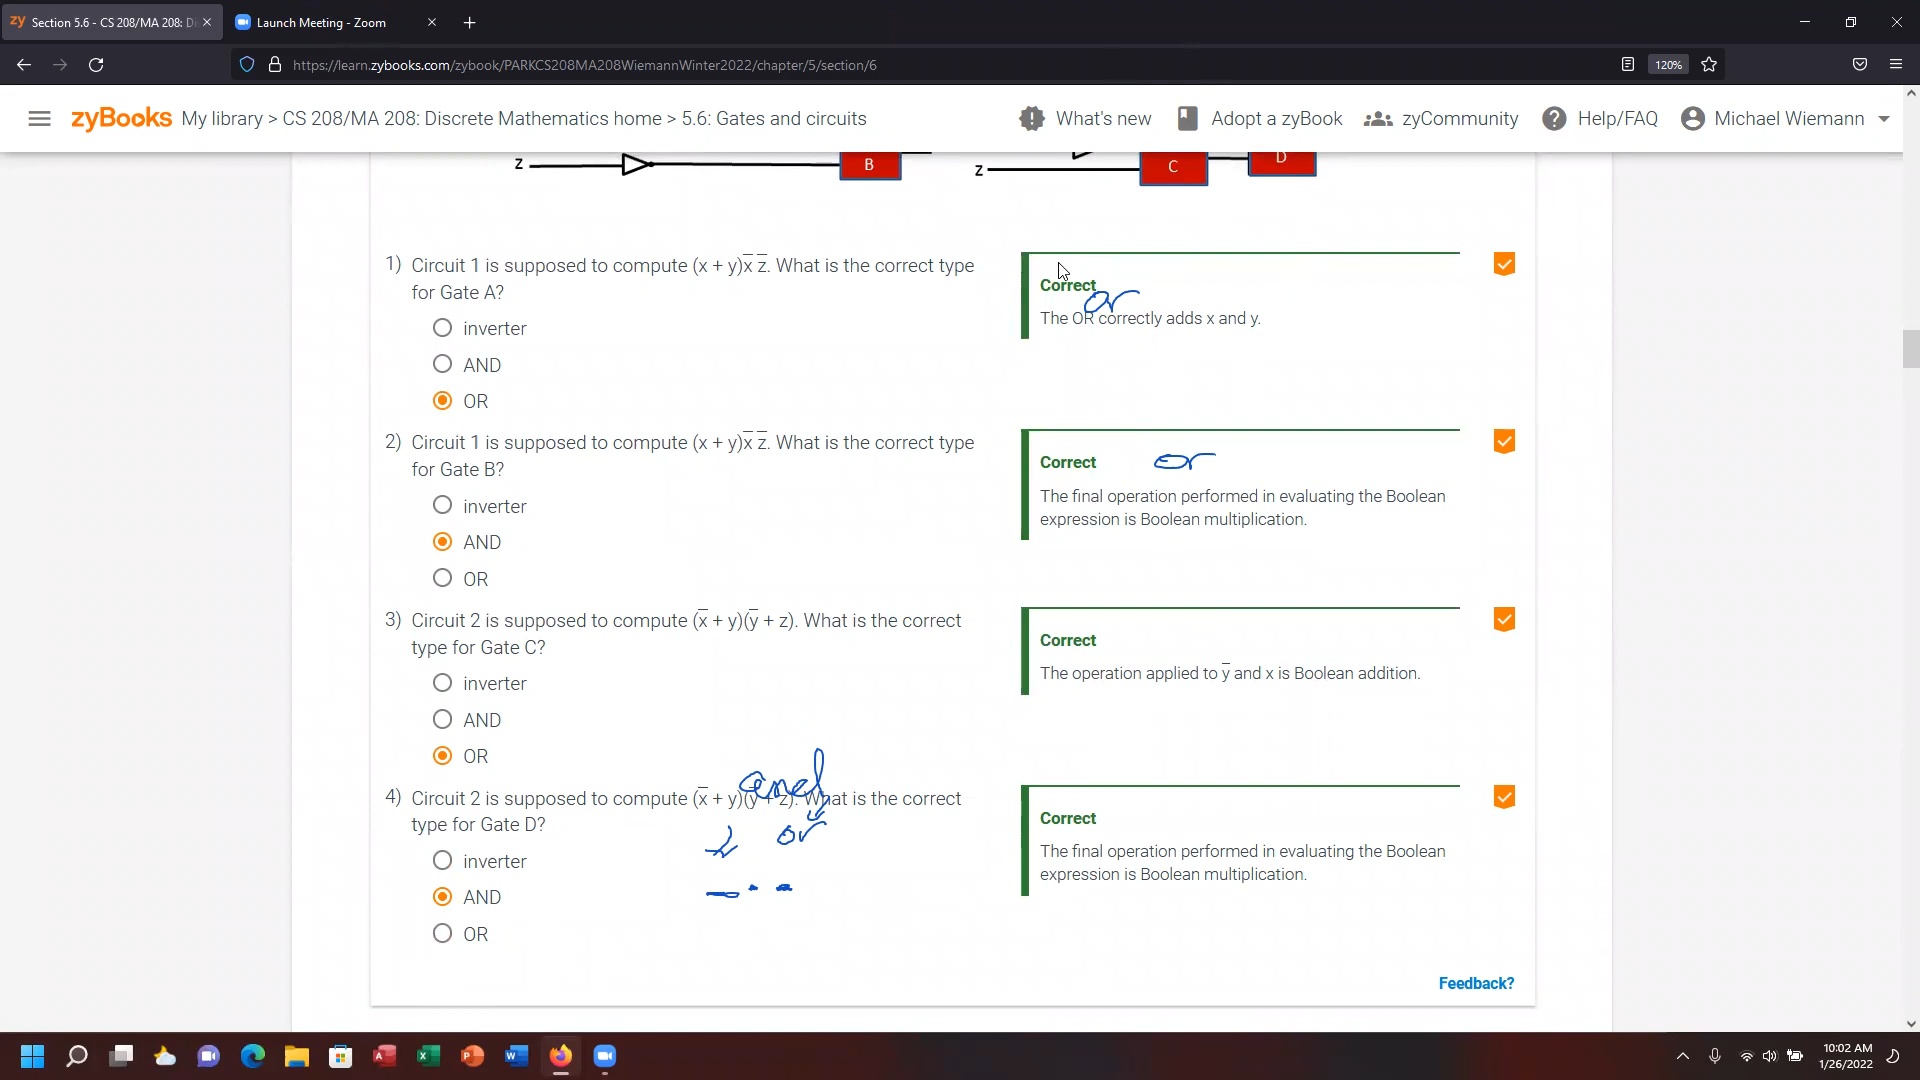 Section 5.6 - CS 208/MA 208: Di
Launch Meeting - Zoom
https://learn.zybooks.com/zybook/PARKCS208MA208WiemannWinter2022/chapter/5/section/6
120%
zyBooks My library > CS 208/MA 208: Discrete Mathematics home > 5.6: Gates and circuits
What's new
Adopt a zyBook
zyCommunity
Help/FAQ
Michael Wiemann
z
B
z
C
D
1) Circuit 1 is supposed to compute (x + y)x̅ z̅. What is the correct type
for Gate A?
inverter
AND
OR
Correct
or
The OR correctly adds x and y.
2) Circuit 1 is supposed to compute (x + y)x̅ z̅. What is the correct type
for Gate B?
inverter
AND
OR
Correct
or
The final operation performed in evaluating the Boolean
expression is Boolean multiplication.
3) Circuit 2 is supposed to compute (x̅ + y)(y̅ + z). What is the correct
type for Gate C?
inverter
AND
OR
Correct
The operation applied to y̅ and x is Boolean addition.
and
4) Circuit 2 is supposed to compute (x̅ + y)(y̅ + z). What is the correct
type for Gate D?
or
inverter
AND
OR
Correct
The final operation performed in evaluating the Boolean
expression is Boolean multiplication.
Feedback?
10:02 AM
1/26/2022